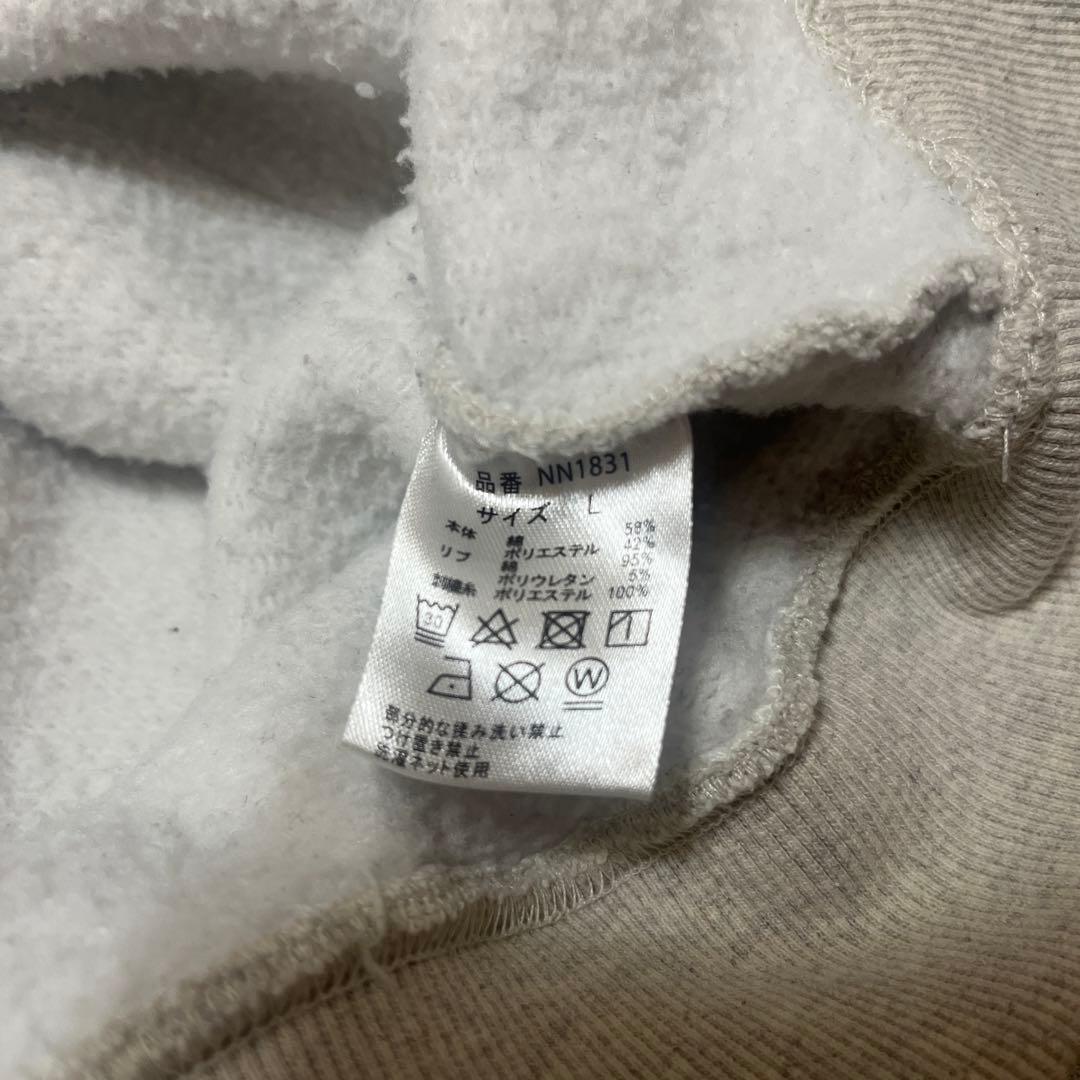 品番 NN1831
サイズ L
本体 綿 58%
ポリエステル 42%
リブ 綿 95%
ポリウレタン 5%
刺繍糸 ポリエステル 100%
30
W
部分的な揉み洗い禁止
つけ置き禁止
洗濯ネット使用